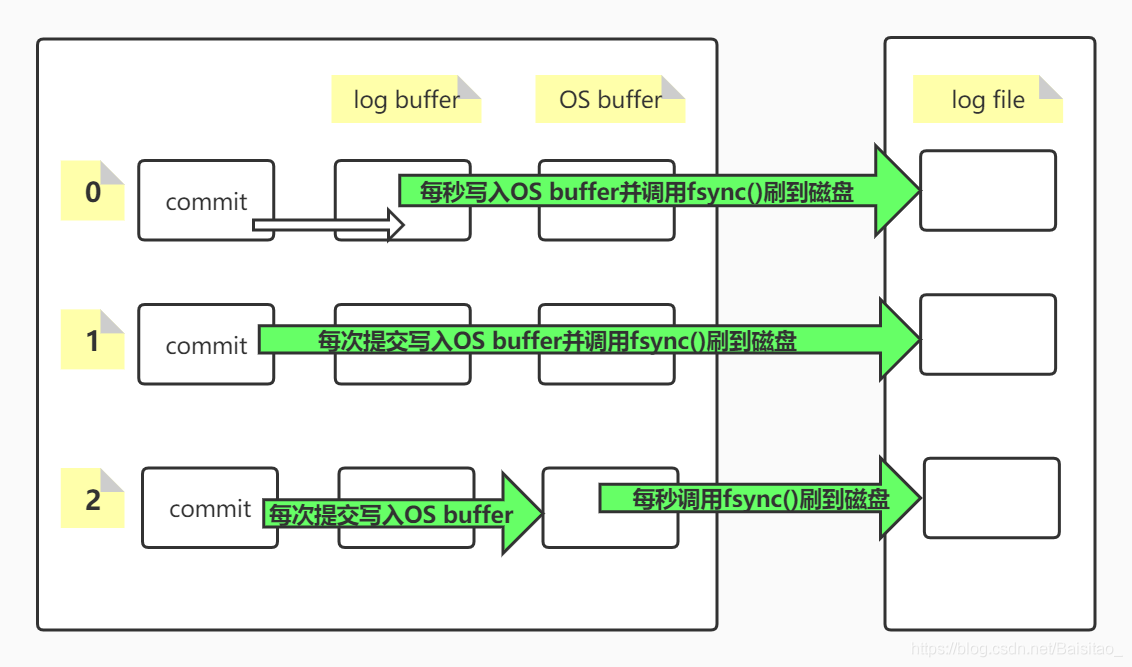 log buffer
OS buffer
log file
0
commit
每秒写入OS buffer并调用fsync()刷到磁盘
1
commit
每次提交写入OS buffer并调用fsync()刷到磁盘
2
commit
每次提交写入OS buffer
每秒调用fsync()刷到磁盘
https://blog.csdn.net/Baisitao_